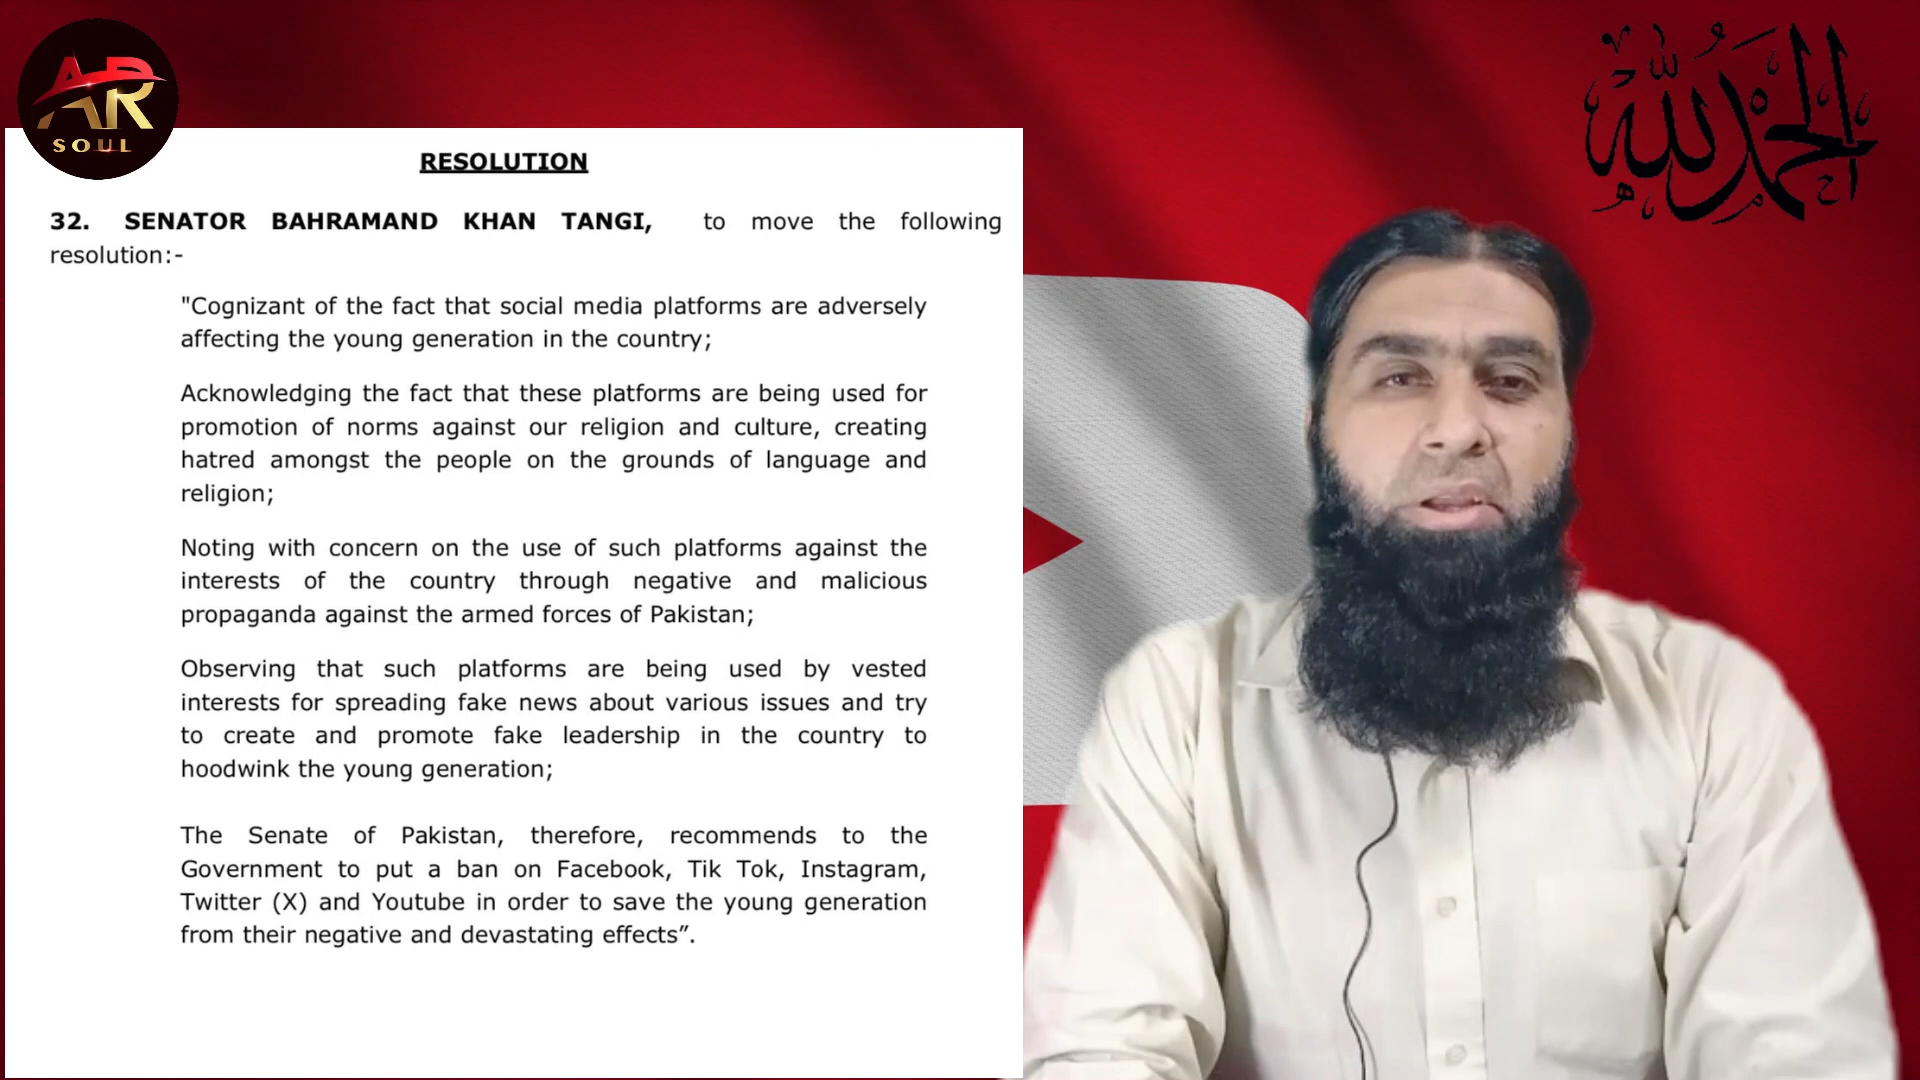 AR
SOUL
الحمد لله
RESOLUTION
32. SENATOR BAHRAMAND KHAN TANGI, to move the following
resolution:-
"Cognizant of the fact that social media platforms are adversely
affecting the young generation in the country;
Acknowledging the fact that these platforms are being used for
promotion of norms against our religion and culture, creating
hatred amongst the people on the grounds of language and
religion;
Noting with concern on the use of such platforms against the
interests of the country through negative and malicious
propaganda against the armed forces of Pakistan;
Observing that such platforms are being used by vested
interests for spreading fake news about various issues and try
to create and promote fake leadership in the country to
hoodwink the young generation;
The Senate of Pakistan, therefore, recommends to the
Government to put a ban on Facebook, Tik Tok, Instagram,
Twitter (X) and Youtube in order to save the young generation
from their negative and devastating effects”.